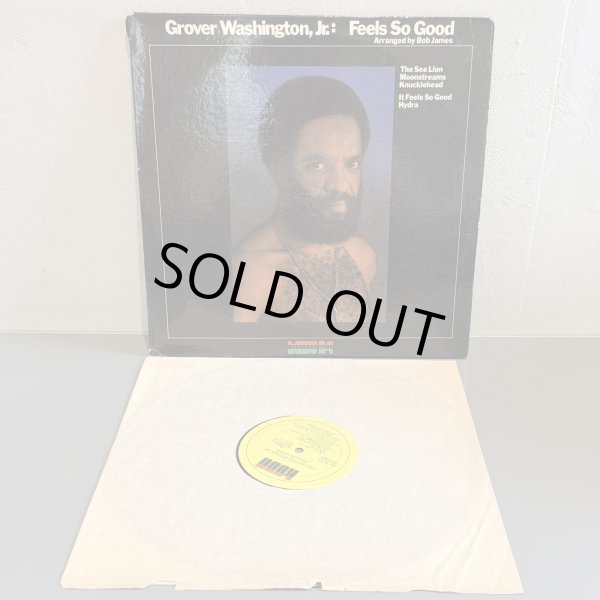 Grover Washington, Jr.: Feels So Good
Arranged by Bob James
The Sea Lion
Moonstreams
Knucklehead
It Feels So Good
Hydra
SOLD OUT
KUDU